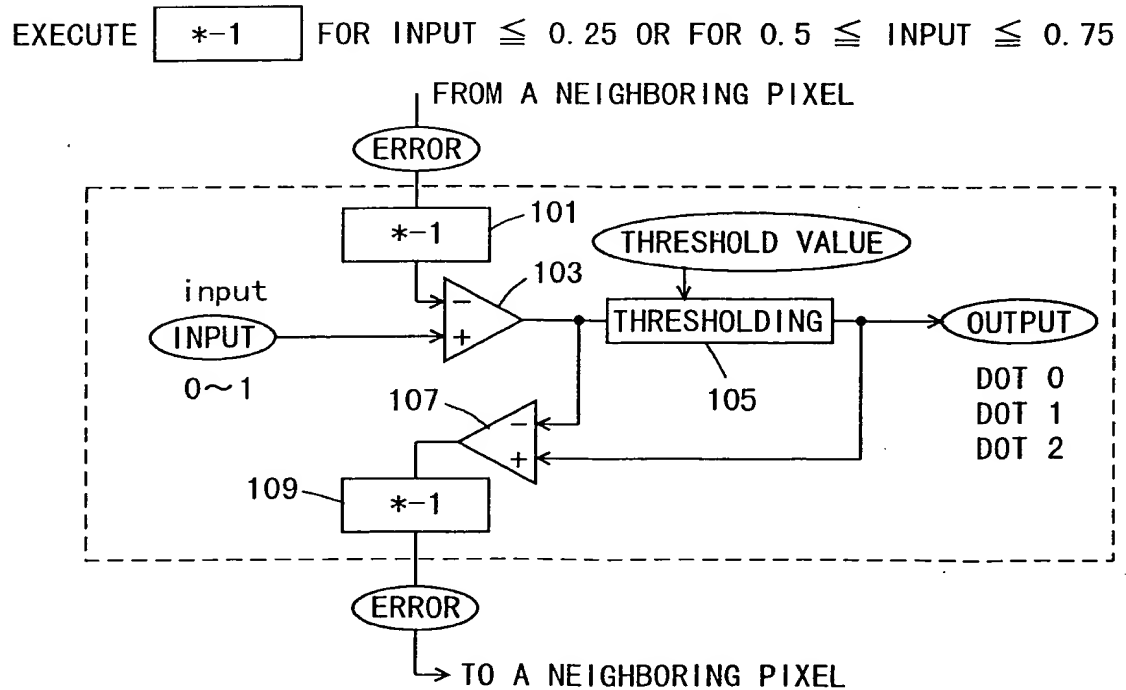 EXECUTE *-1 FOR INPUT ≦ 0.25 OR FOR 0.5 ≦ INPUT ≦ 0.75
FROM A NEIGHBORING PIXEL
ERROR
*-1
101
THRESHOLD VALUE
input
103
−
INPUT
+
THRESHOLDING
OUTPUT
0～1
107
105
DOT 0
DOT 1
DOT 2
−
+
109
*-1
ERROR
TO A NEIGHBORING PIXEL